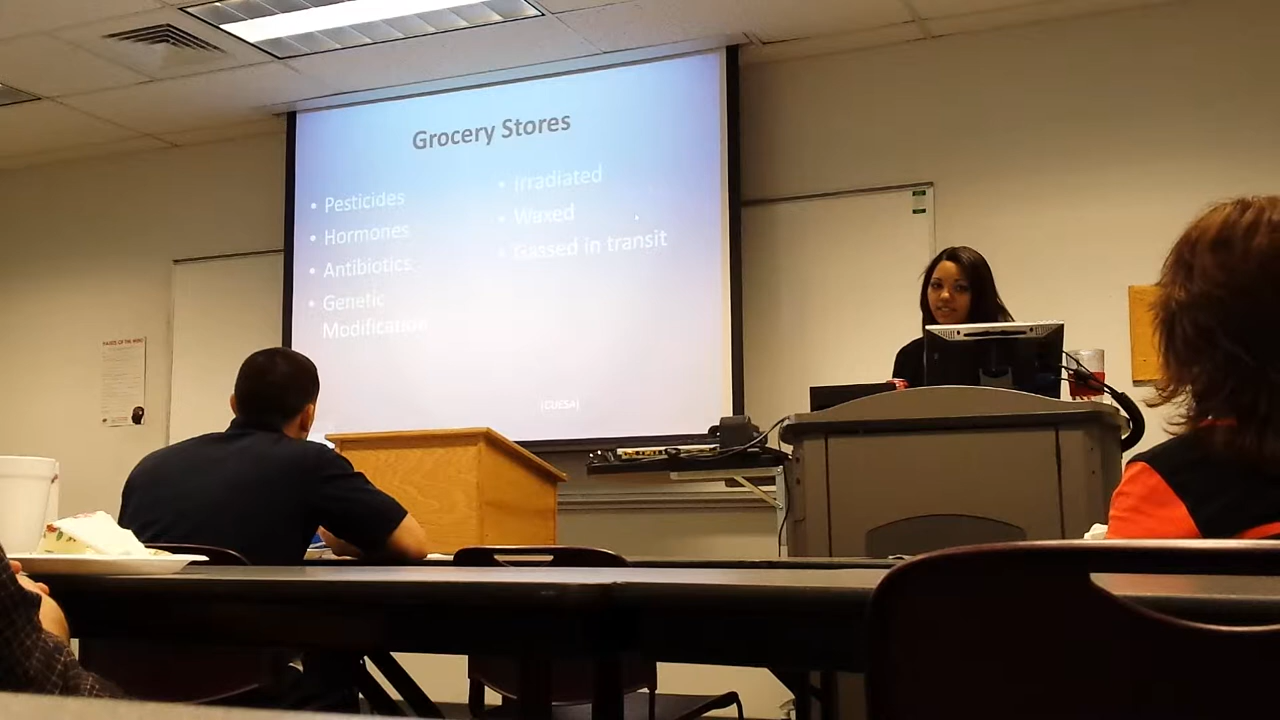 Grocery Stores
• Pesticides
• Hormones
• Antibiotics
• Genetic
Modification
• Irradiated
• Waxed
• Gassed in transit
(CUESA)